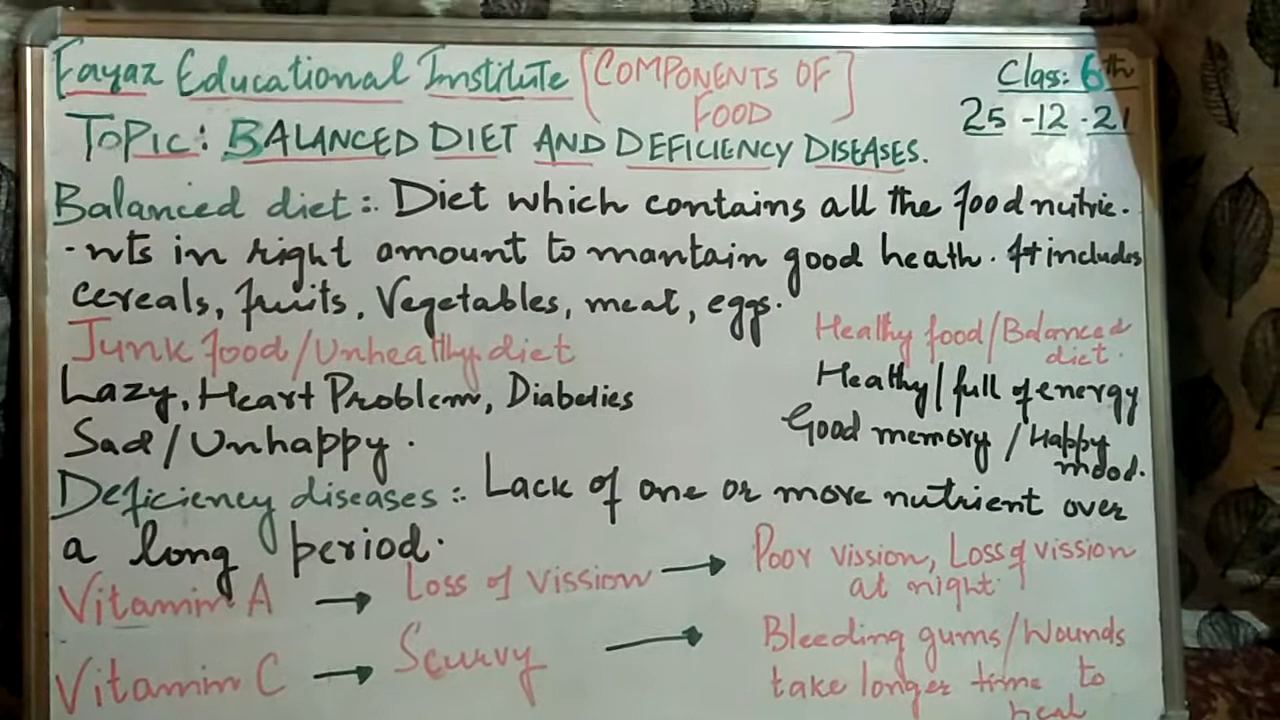 Fayaz Educational Institute [COMPONENTS OF FOOD]
Class: 6th
25-12-21
TOPIC: BALANCED DIET AND DEFICIENCY DISEASES.
Balanced diet:. Diet which contains all the food nutrie-
-nts in right amount to mantain good heath. It includes
cereals, fruits, Vegetables, meat, eggs.
Junk food/Unhealthy diet
Healthy food/Balanced diet.
Lazy, Heart Problem, Diabeties
Healthy/full of energy
Sad/Unhappy.
Good memory/Happy mood.
Deficiency diseases:. Lack of one or more nutrient over
a long period.
Vitamin A → Loss of vission → Poor vission, Loss of vission at night.
Vitamin C → Scurvy → Bleeding gums/Wounds take longer time to heal